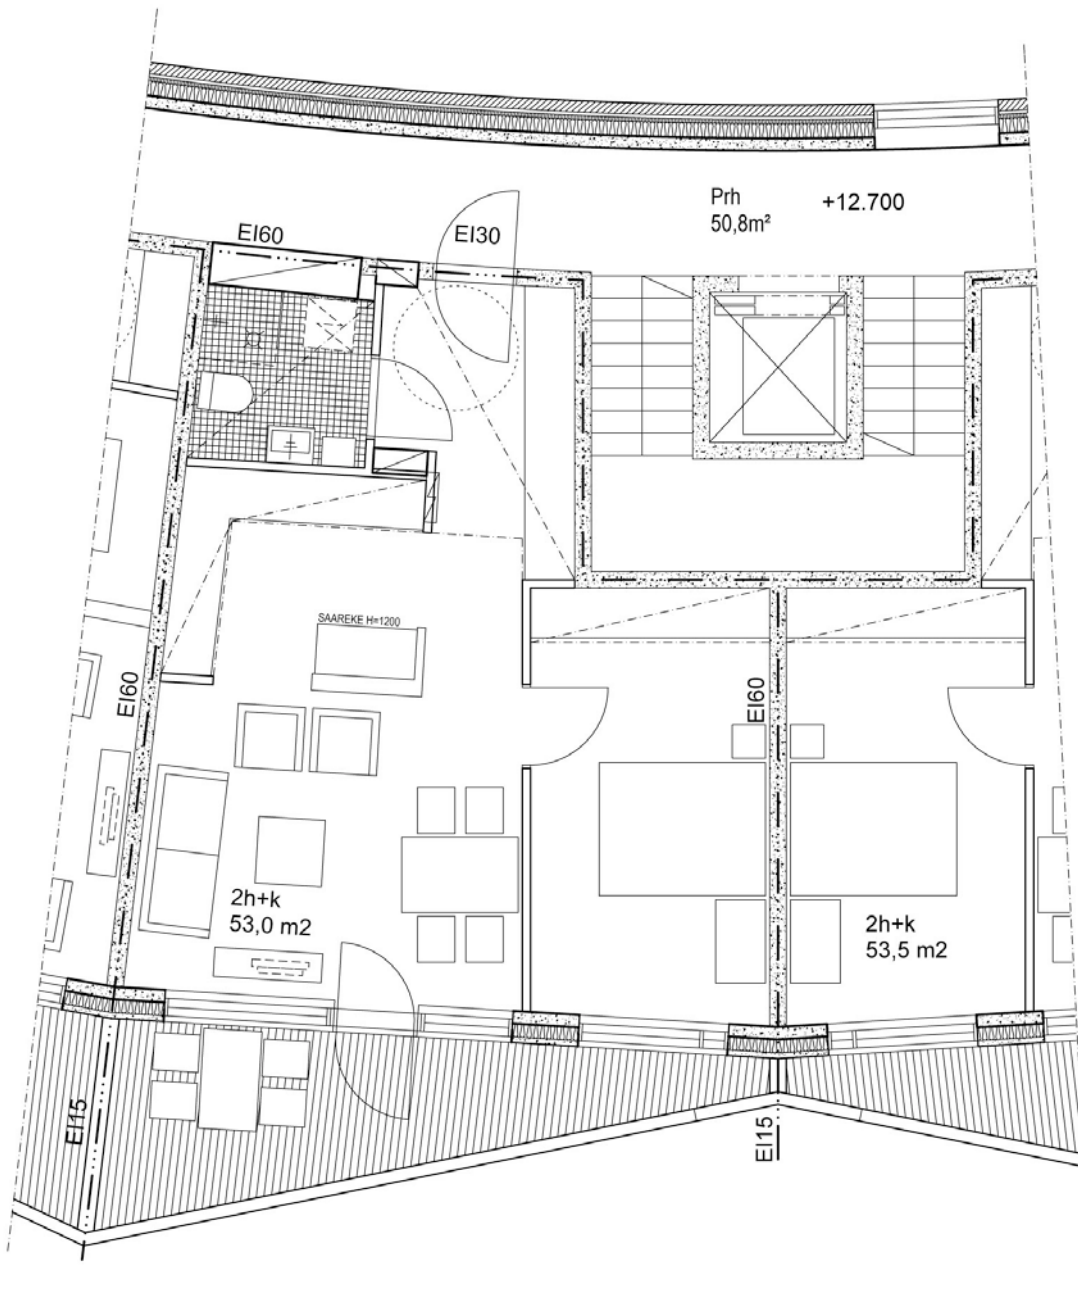 Prh
50,8m²
+12.700
EI60
EI30
SAAREKE H=1200
EI60
EI60
2h+k
53,0 m2
2h+k
53,5 m2
EI15
EI15